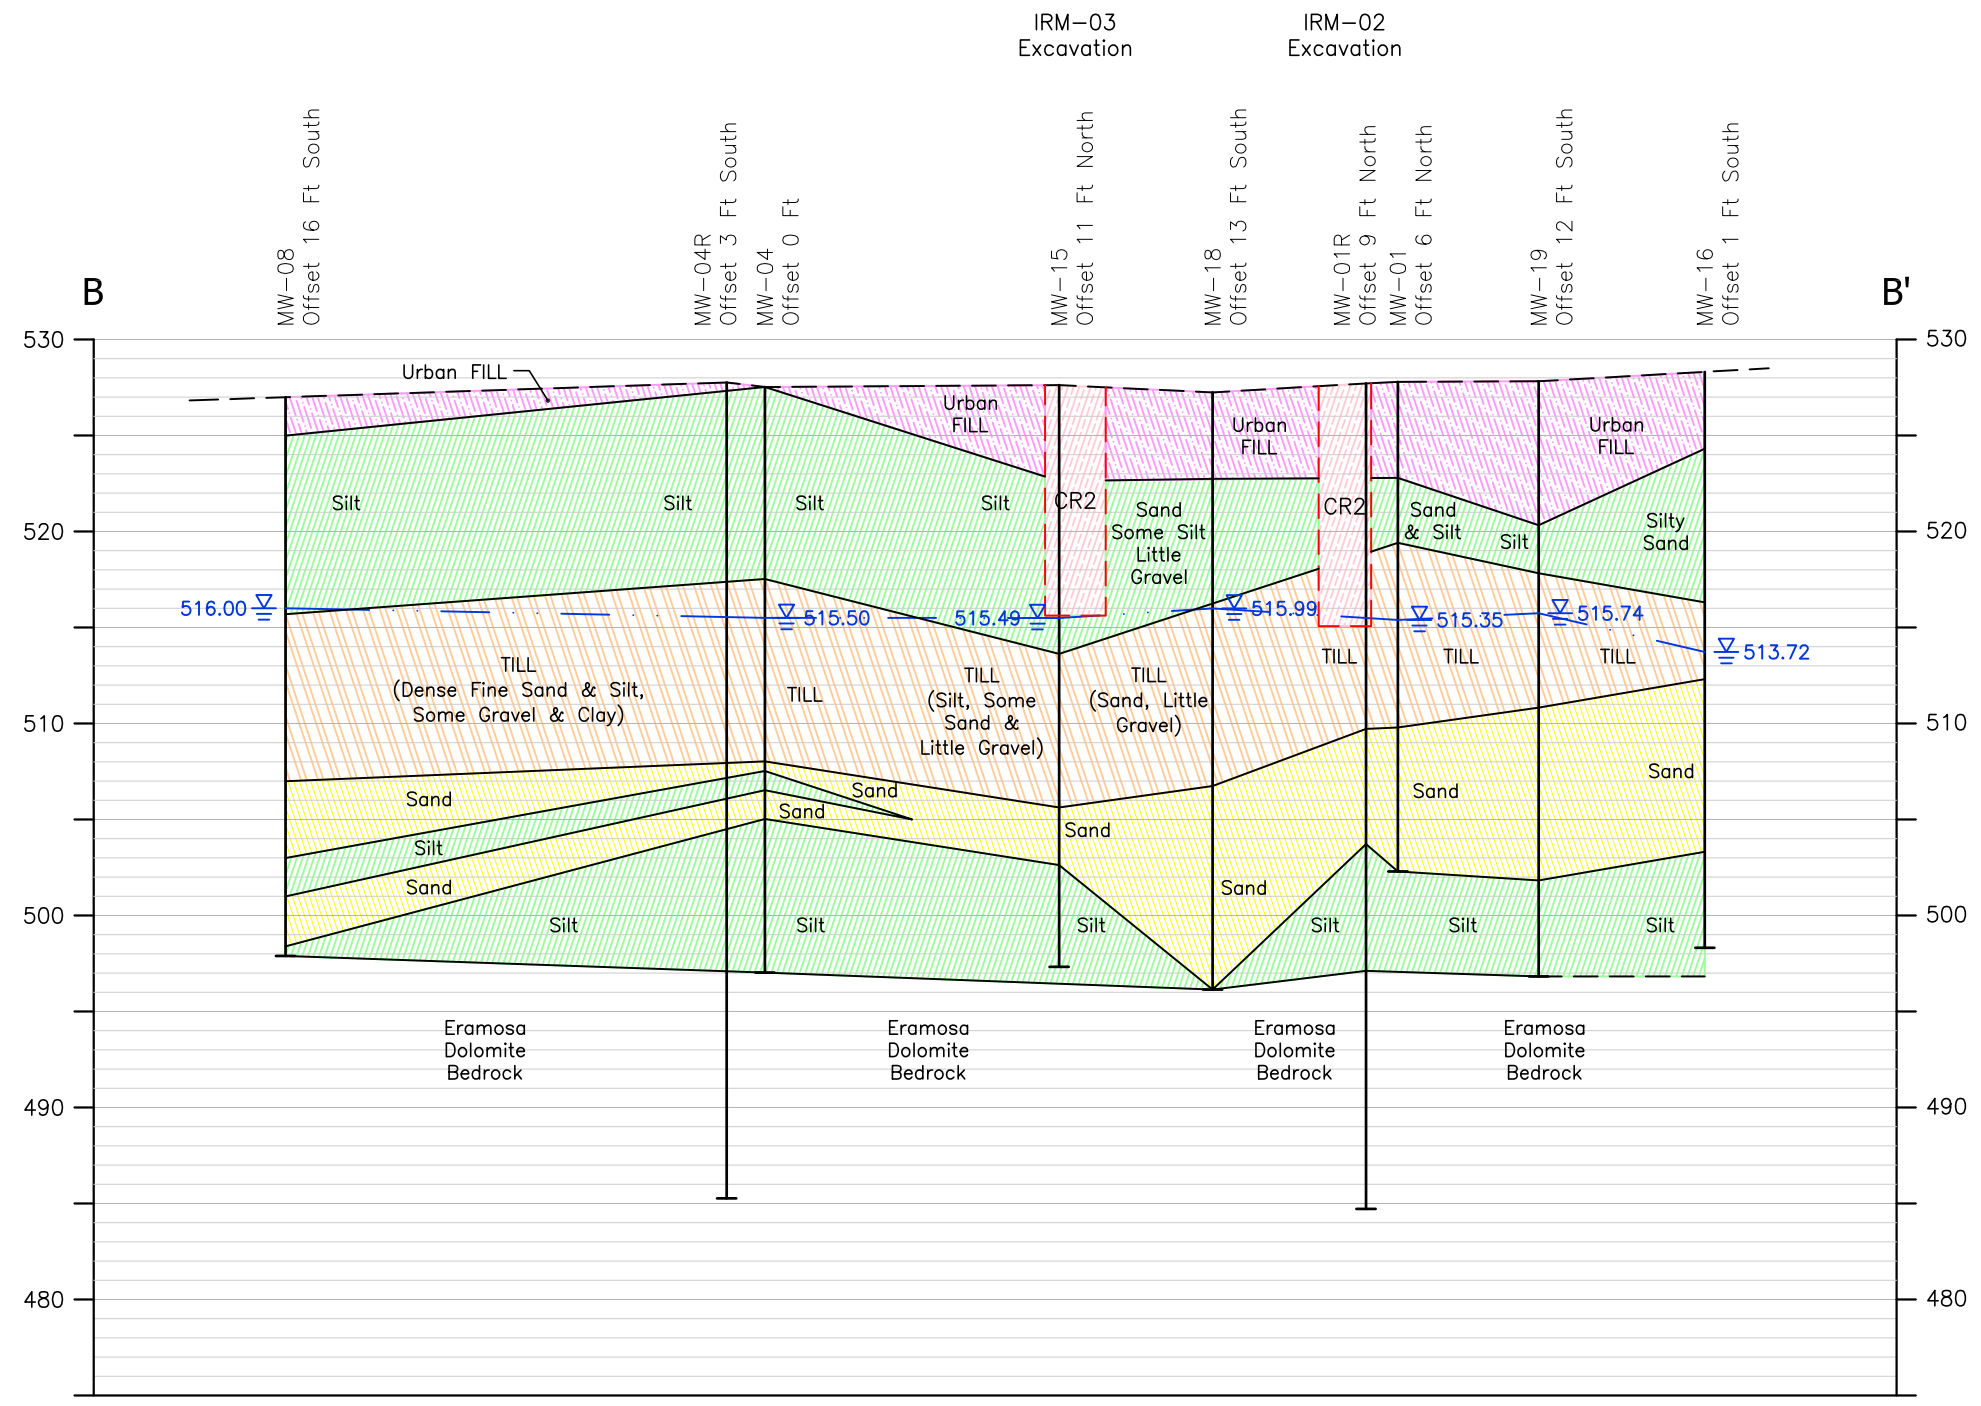 IRM-03
Excavation
IRM-02
Excavation
MW-08
Offset 16 Ft South
MW-04R
Offset 3 Ft South
MW-04
Offset 0 Ft
MW-15
Offset 11 Ft North
MW-18
Offset 13 Ft South
MW-01R
Offset 9 Ft North
MW-01
Offset 6 Ft North
MW-19
Offset 12 Ft South
MW-16
Offset 1 Ft South
B
B'
530
530
Urban FILL
Urban
FILL
Urban
FILL
Urban
FILL
Silt
Silt
Silt
Silt
CR2
Sand
Some Silt
Little
Gravel
CR2
Sand
& Silt
Silt
Silty
Sand
520
520
516.00
515.50
515.49
515.99
515.35
515.74
513.72
TILL
(Dense Fine Sand & Silt,
Some Gravel & Clay)
TILL
TILL
(Silt, Some
Sand &
Little Gravel)
TILL
(Sand, Little
Gravel)
TILL
TILL
TILL
510
510
Sand
Silt
Sand
Sand
Sand
Sand
Sand
Sand
Sand
500
500
Silt
Silt
Silt
Silt
Silt
Silt
Eramosa
Dolomite
Bedrock
Eramosa
Dolomite
Bedrock
Eramosa
Dolomite
Bedrock
Eramosa
Dolomite
Bedrock
490
490
480
480